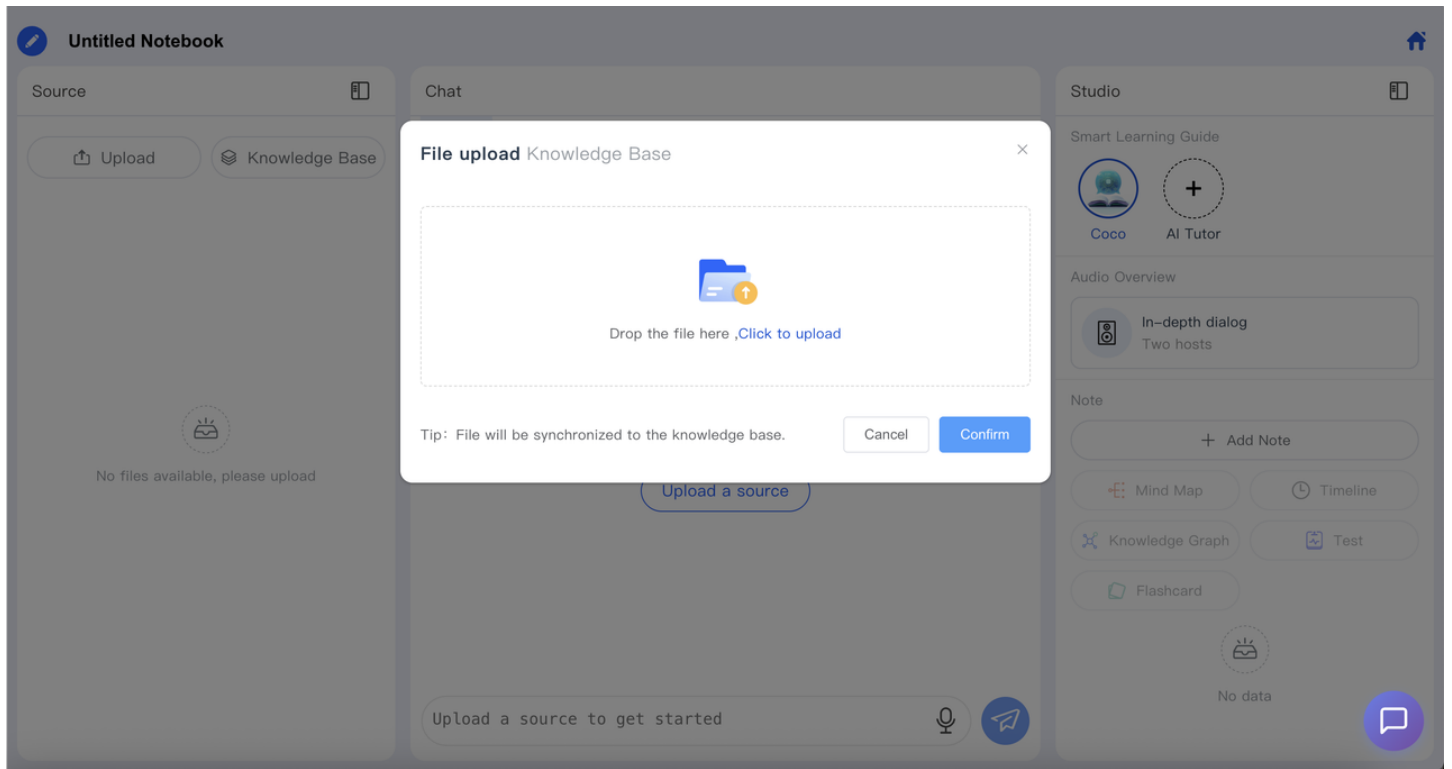 Untitled Notebook
Source
Upload
Knowledge Base
No files available, please upload
Chat
File upload Knowledge Base
Drop the file here ,Click to upload
Tip: File will be synchronized to the knowledge base.
Cancel
Confirm
Upload a source
Upload a source to get started
Studio
Smart Learning Guide
Coco
AI Tutor
Audio Overview
In-depth dialog
Two hosts
Note
+ Add Note
Mind Map
Timeline
Knowledge Graph
Test
Flashcard
No data